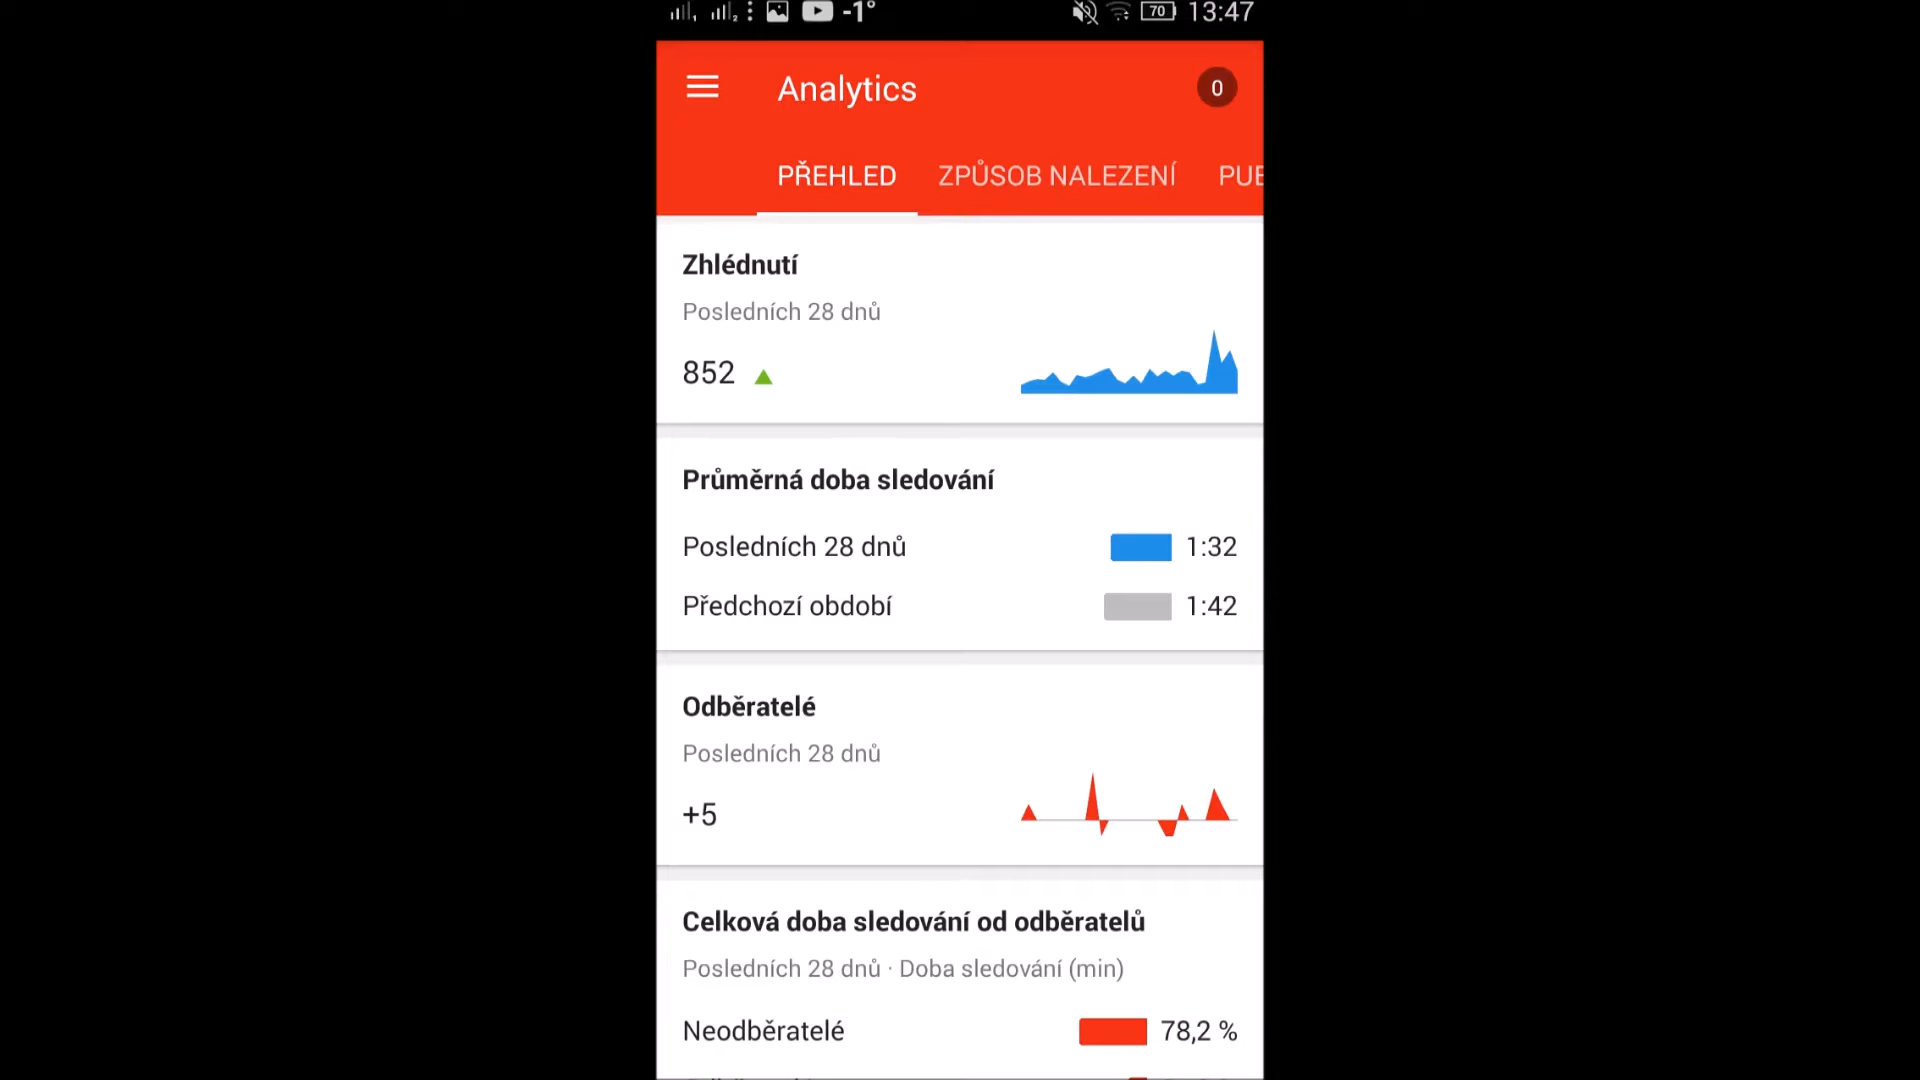 -1° 70 13:47
Analytics 0
PŘEHLED ZPŮSOB NALEZENÍ
Zhlédnutí
Posledních 28 dnů
852
Průměrná doba sledování
Posledních 28 dnů 1:32
Předchozí období 1:42
Odběratelé
Posledních 28 dnů
+5
Celková doba sledování od odběratelů
Posledních 28 dnů · Doba sledování (min)
Neodběratelé 78,2 %